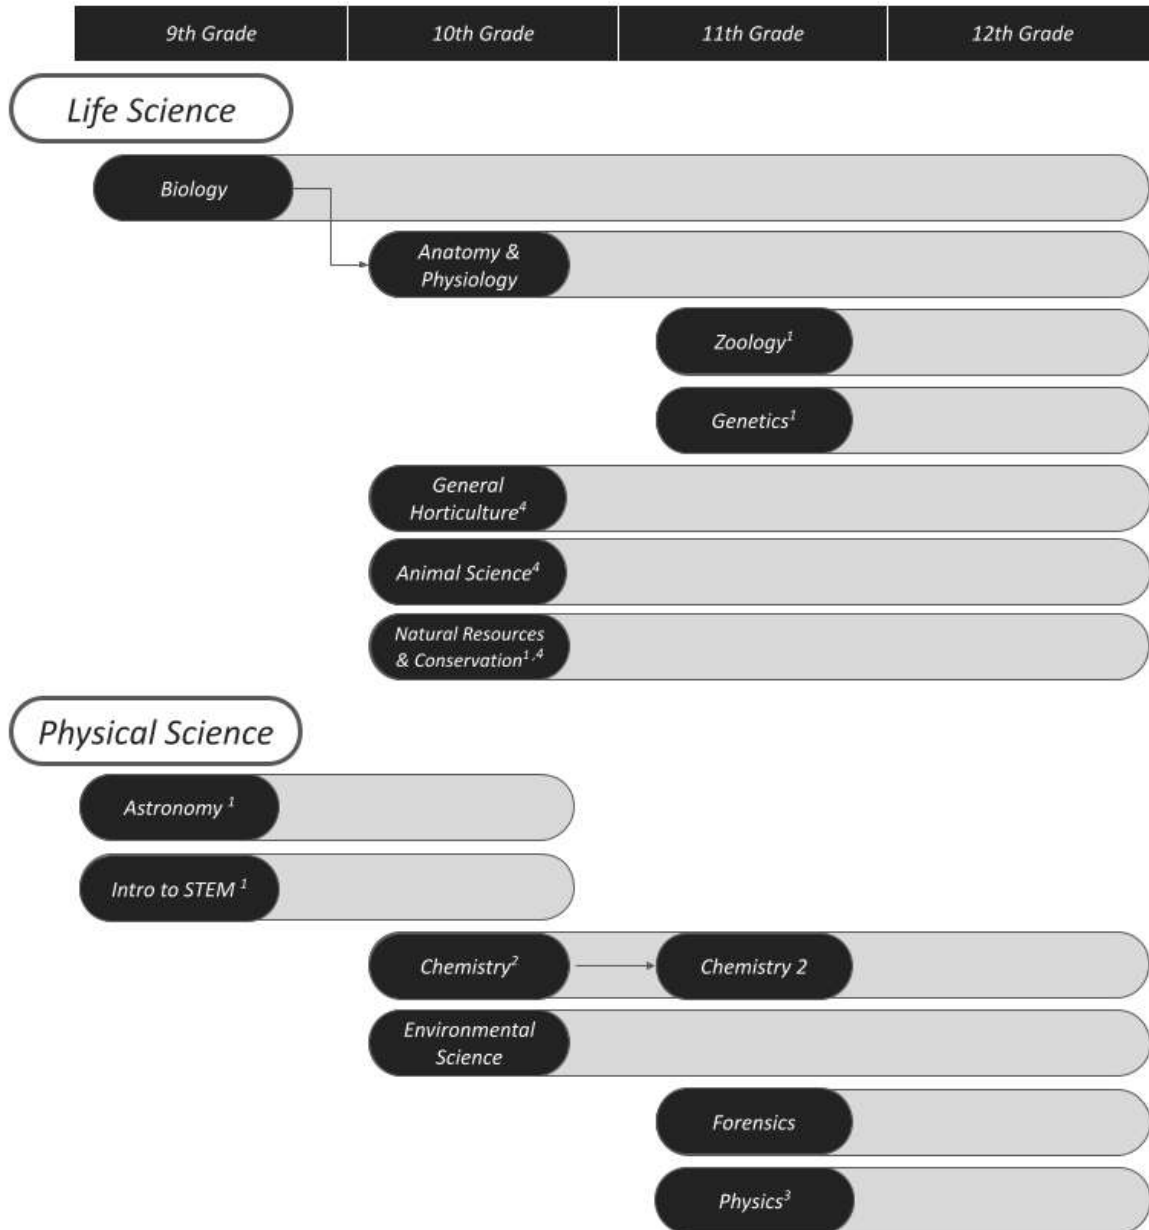 9th Grade 10th Grade 11th Grade 12th Grade
Life Science
Biology
Anatomy &
Physiology
Zoology¹
Genetics¹
General
Horticulture⁴
Animal Science⁴
Natural Resources
& Conservation¹,⁴
Physical Science
Astronomy ¹
Intro to STEM ¹
Chemistry² Chemistry 2
Environmental
Science
Forensics
Physics³